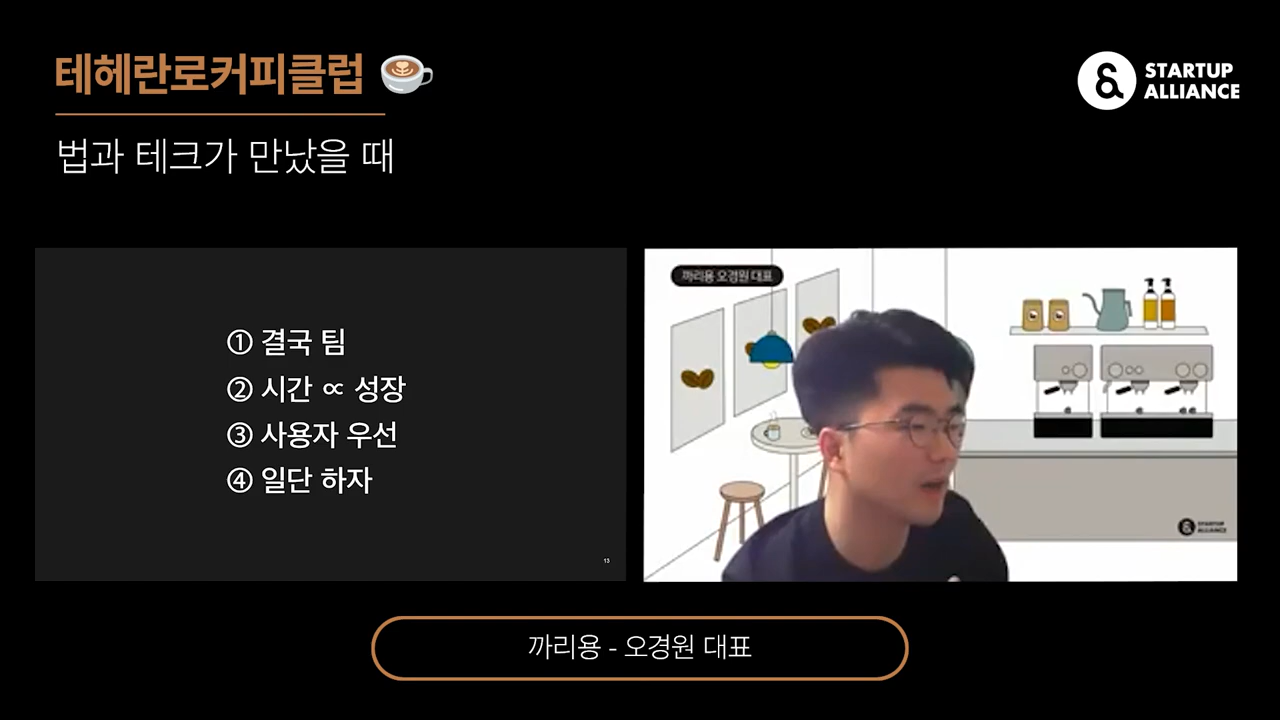 테헤란로커피클럽
STARTUP
ALLIANCE
법과 테크가 만났을 때
① 결국 팀
② 시간 ∝ 성장
③ 사용자 우선
④ 일단 하자
13
까리용 오경원 대표
STARTUP
ALLIANCE
까리용 - 오경원 대표